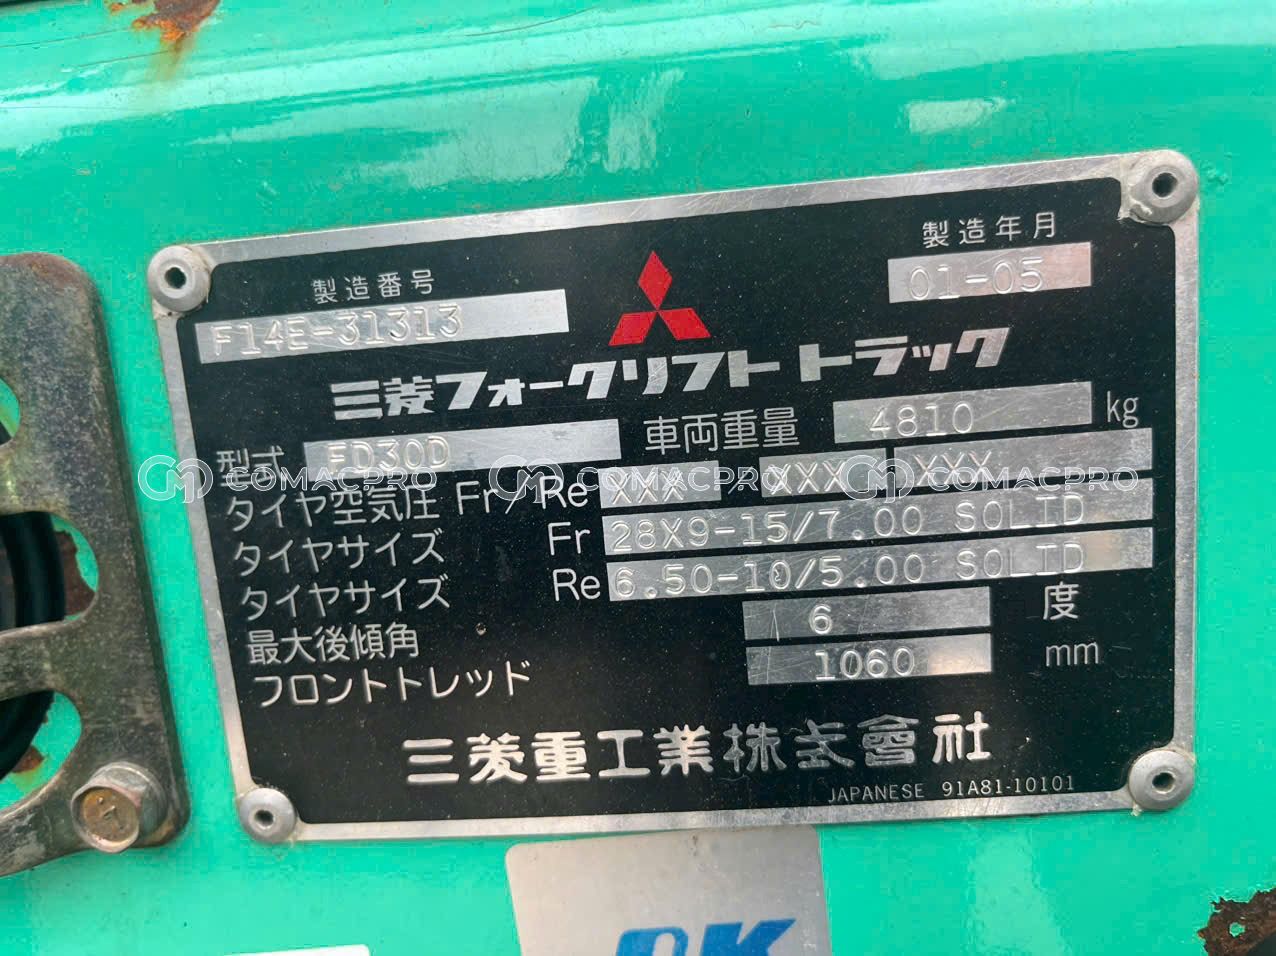 製造番号
製造年月
F14E-31313
01-05
三菱フォークリフト トラック
型式 FD30D 車両重量 4810 kg
タイヤ空気圧 Fr/Re XXX . XXX XXX
タイヤサイズ Fr 28X9-15/7.00 SOLID
タイヤサイズ Re 6.50-10/5.00 SOLID
最大後傾角 6 度
フロントトレッド 1060 mm
三菱重工業株式會社
JAPANESE 91A81-10101
COMACPRO COMACPRO COMACPRO